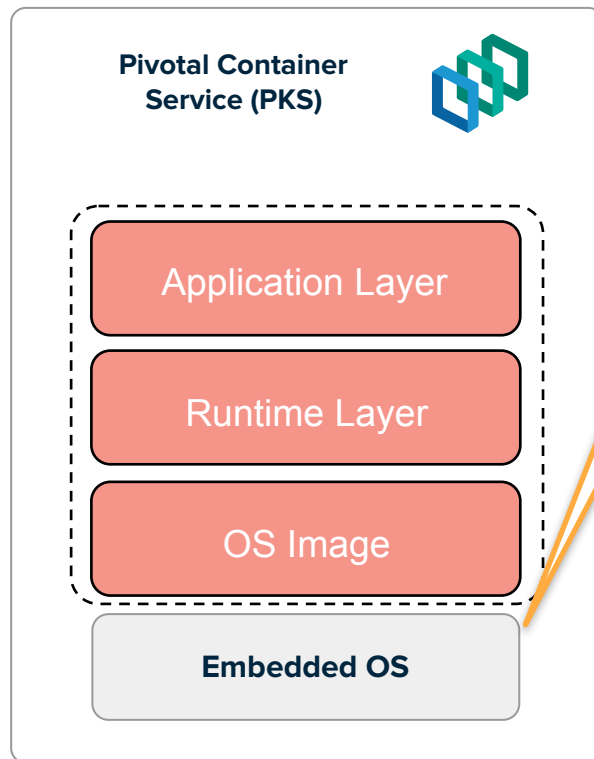 Pivotal Container
Service (PKS)
Application Layer
Runtime Layer
OS Image
Embedded OS